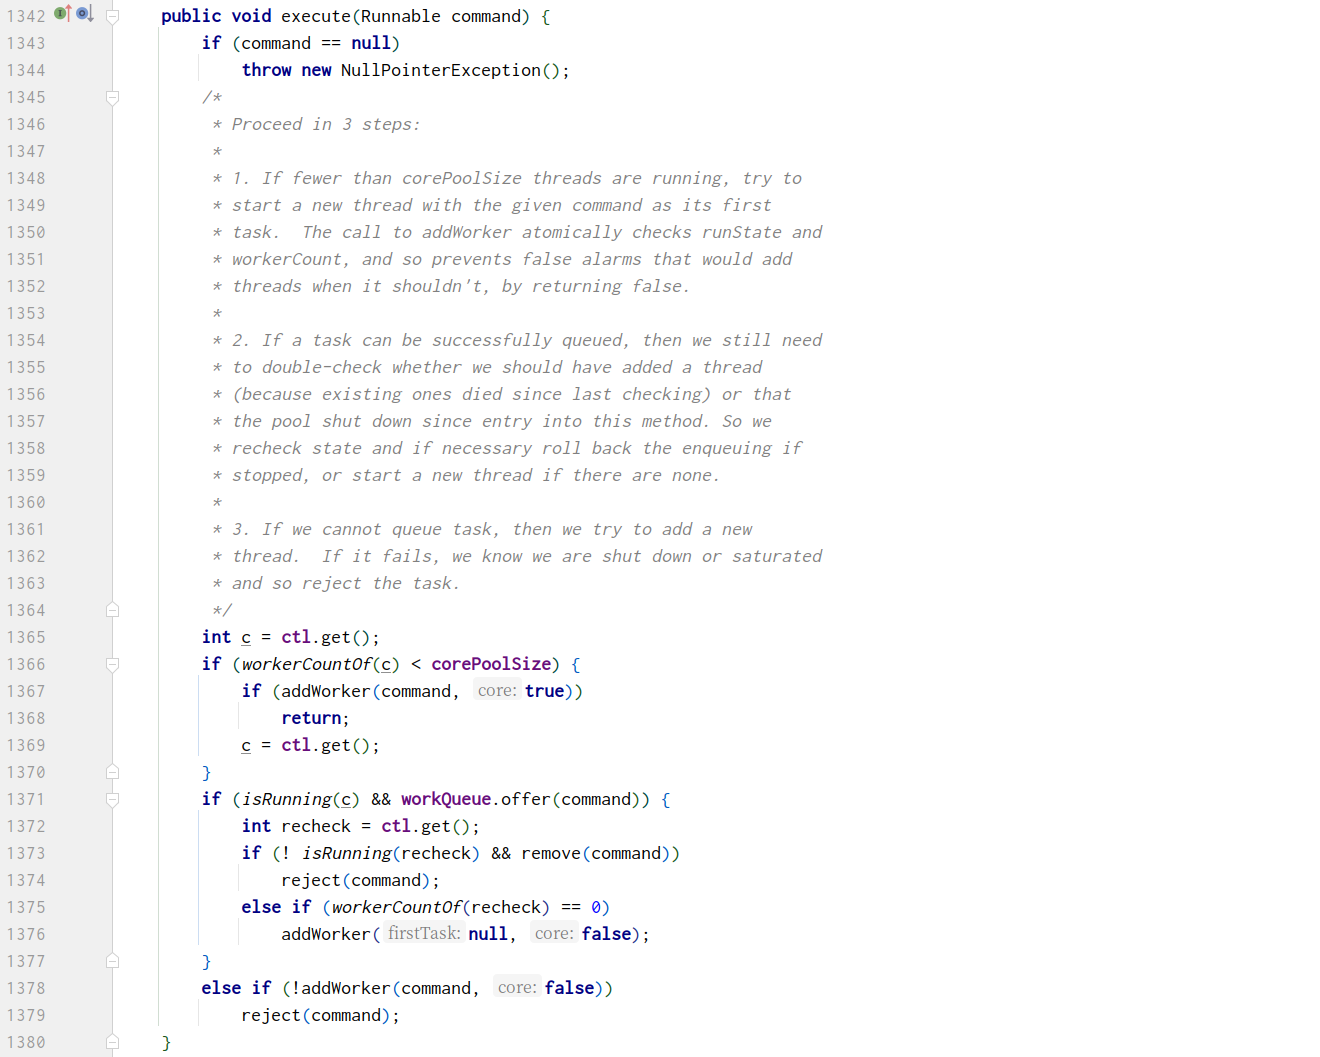 1342 public void execute(Runnable command) {
1343 if (command == null)
1344 throw new NullPointerException();
1345 /*
1346 * Proceed in 3 steps:
1347 *
1348 * 1. If fewer than corePoolSize threads are running, try to
1349 * start a new thread with the given command as its first
1350 * task.  The call to addWorker atomically checks runState and
1351 * workerCount, and so prevents false alarms that would add
1352 * threads when it shouldn't, by returning false.
1353 *
1354 * 2. If a task can be successfully queued, then we still need
1355 * to double-check whether we should have added a thread
1356 * (because existing ones died since last checking) or that
1357 * the pool shut down since entry into this method. So we
1358 * recheck state and if necessary roll back the enqueuing if
1359 * stopped, or start a new thread if there are none.
1360 *
1361 * 3. If we cannot queue task, then we try to add a new
1362 * thread.  If it fails, we know we are shut down or saturated
1363 * and so reject the task.
1364 */
1365 int c = ctl.get();
1366 if (workerCountOf(c) < corePoolSize) {
1367 if (addWorker(command, core: true))
1368 return;
1369 c = ctl.get();
1370 }
1371 if (isRunning(c) && workQueue.offer(command)) {
1372 int recheck = ctl.get();
1373 if (! isRunning(recheck) && remove(command))
1374 reject(command);
1375 else if (workerCountOf(recheck) == 0)
1376 addWorker( firstTask: null, core: false);
1377 }
1378 else if (!addWorker(command, core: false))
1379 reject(command);
1380 }